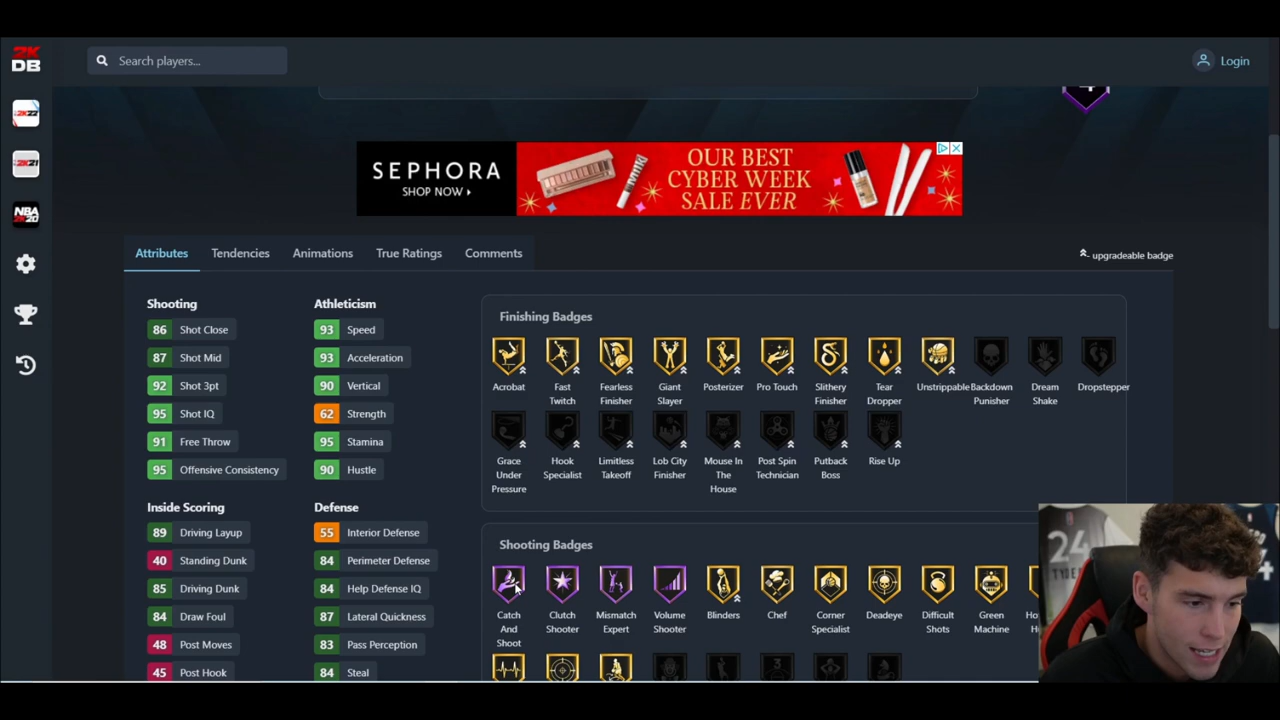 2K
DB
Search players...
Login
2K22
2K21
NBA
2K20
SEPHORA
SHOP NOW
OUR BEST
CYBER WEEK
SALE EVER
Attributes
Tendencies
Animations
True Ratings
Comments
- upgradeable badge
Shooting
86 Shot Close
87 Shot Mid
92 Shot 3pt
95 Shot IQ
91 Free Throw
95 Offensive Consistency
Athleticism
93 Speed
93 Acceleration
90 Vertical
62 Strength
95 Stamina
90 Hustle
Inside Scoring
89 Driving Layup
40 Standing Dunk
85 Driving Dunk
84 Draw Foul
48 Post Moves
45 Post Hook
Defense
55 Interior Defense
84 Perimeter Defense
84 Help Defense IQ
87 Lateral Quickness
83 Pass Perception
84 Steal
Finishing Badges
Acrobat
Fast
Twitch
Fearless
Finisher
Giant
Slayer
Posterizer
Pro Touch
Slithery
Finisher
Tear
Dropper
Unstrippable
Backdown
Punisher
Dream
Shake
Dropstepper
Grace
Under
Pressure
Hook
Specialist
Limitless
Takeoff
Lob City
Finisher
Mouse In
The
House
Post Spin
Technician
Putback
Boss
Rise Up
Shooting Badges
Catch
And
Shoot
Clutch
Shooter
Mismatch
Expert
Volume
Shooter
Blinders
Chef
Corner
Specialist
Deadeye
Difficult
Shots
Green
Machine
24